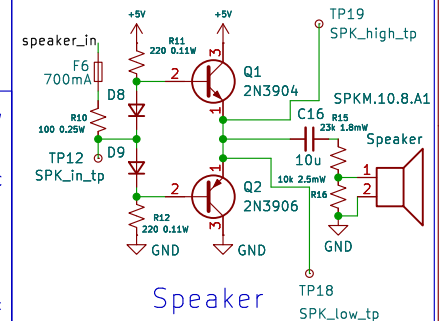 +5V
+5V
TP19
SPK_high_tp
speaker_in
R11
220 0.11W
F6
700mA
3
2
Q1
2N3904
1
D8
SPKM.10.8.A1
C16
R15
23k 1.8mW
Speaker
R10
100 0.25W
D9
TP12
SPK_in_tp
10u
1
2
10k 2.5mW
R16
1
2
Q2
2N3906
3
R12
220 0.11W
GND
GND
GND
TP18
SPK_low_tp
Speaker